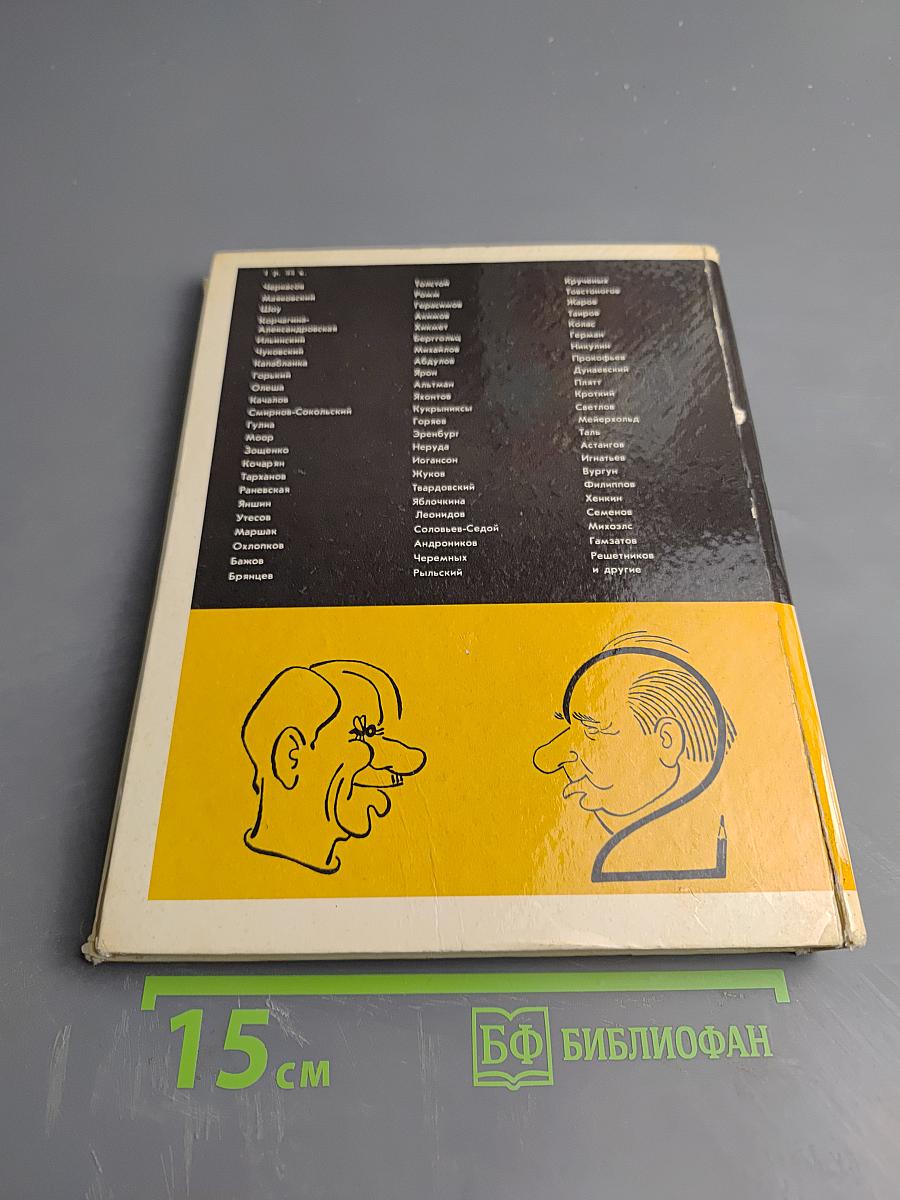 Черкасов
Маяковский
Шоу
Корчагина-
Александровская
Ильинский
Чуковский
Капабланка
Горький
Олеша
Качалов
Смирнов-Сокольский
Гулиа
Моор
Зощенко
Кочарян
Тарханов
Раневская
Яншин
Утесов
Маршак
Охлопков
Бажов
Брянцев
Толстой
Рожи
Герасимов
Акимов
Хикмет
Берггольц
Михайлов
Абдулов
Ярон
Альтман
Яхонтов
Кукрыниксы
Горяев
Эренбург
Неруда
Иогансон
Жуков
Твардовский
Яблочкина
Леонидов
Соловьев-Седой
Андроников
Черемных
Рыльский
Крученых
Товстоногов
Жаров
Таиров
Колас
Герман
Никулин
Прокофьев
Дунаевский
Плятт
Кроткий
Светлов
Мейерхольд
Таль
Астангов
Игнатьев
Вургун
Филиппов
Хенкин
Семенов
Михоэлс
Гамзатов
Решетников
и другие
15 см
БФ БИБЛИОФАН